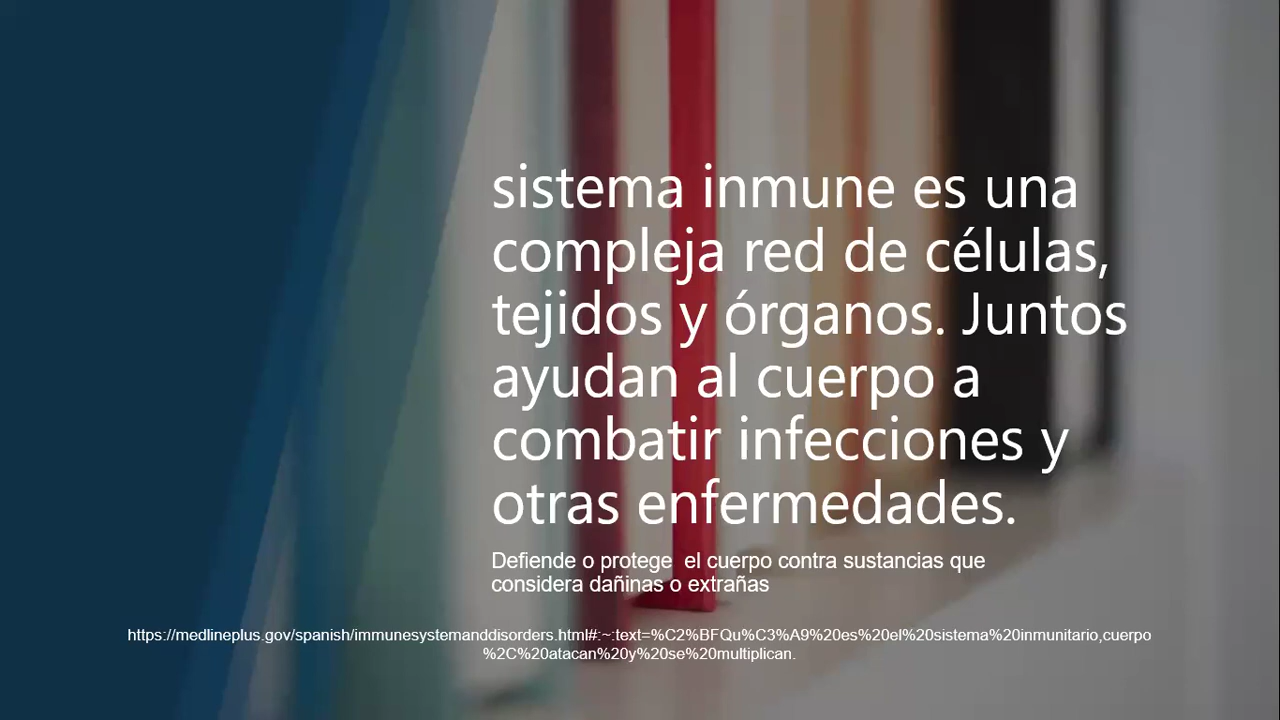 sistema inmune es una
compleja red de células,
tejidos y órganos. Juntos
ayudan al cuerpo a
combatir infecciones y
otras enfermedades.
Defiende o protege  el cuerpo contra sustancias que
considera dañinas o extrañas
https://medlineplus.gov/spanish/immunesystemanddisorders.html#:~:text=%C2%BFQu%C3%A9%20es%20el%20sistema%20inmunitario,cuerpo
%2C%20atacan%20y%20se%20multiplican.